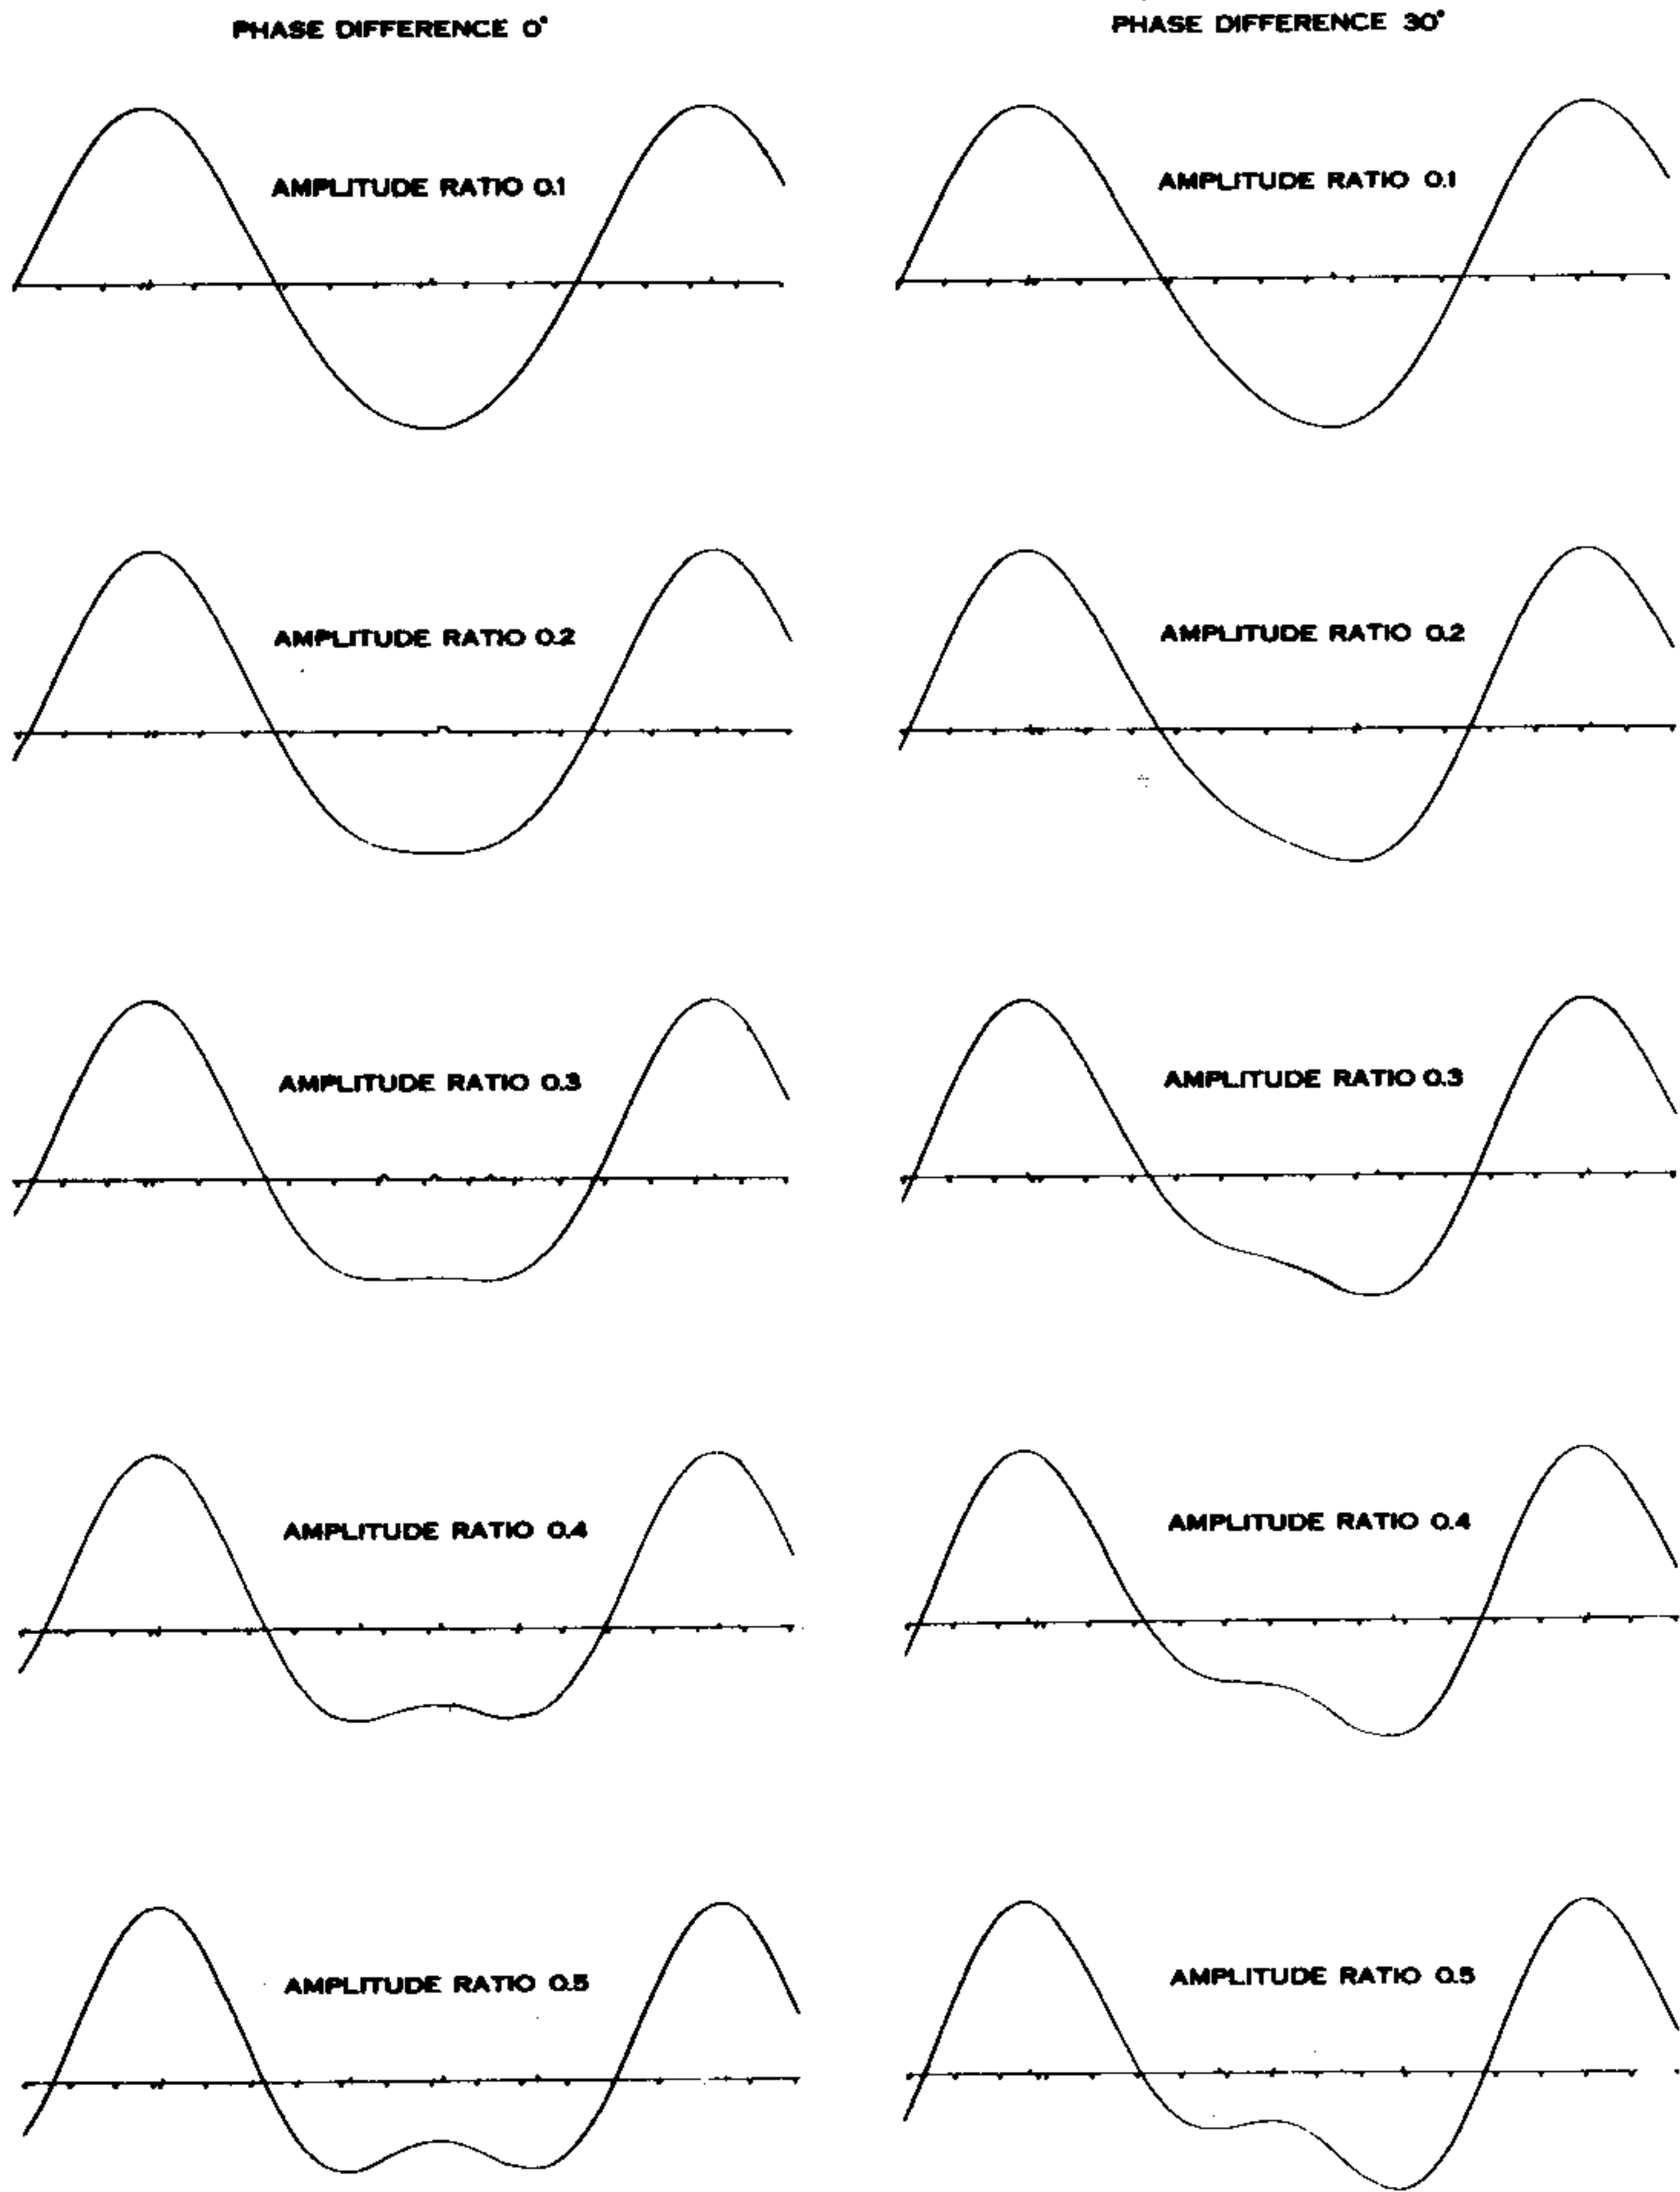 PHASE DIFFERENCE 0°
PHASE DIFFERENCE 30°
AMPLITUDE RATIO 0.1
AMPLITUDE RATIO 0.1
AMPLITUDE RATIO 0.2
AMPLITUDE RATIO 0.2
AMPLITUDE RATIO 0.3
AMPLITUDE RATIO 0.3
AMPLITUDE RATIO 0.4
AMPLITUDE RATIO 0.4
AMPLITUDE RATIO 0.5
AMPLITUDE RATIO 0.5